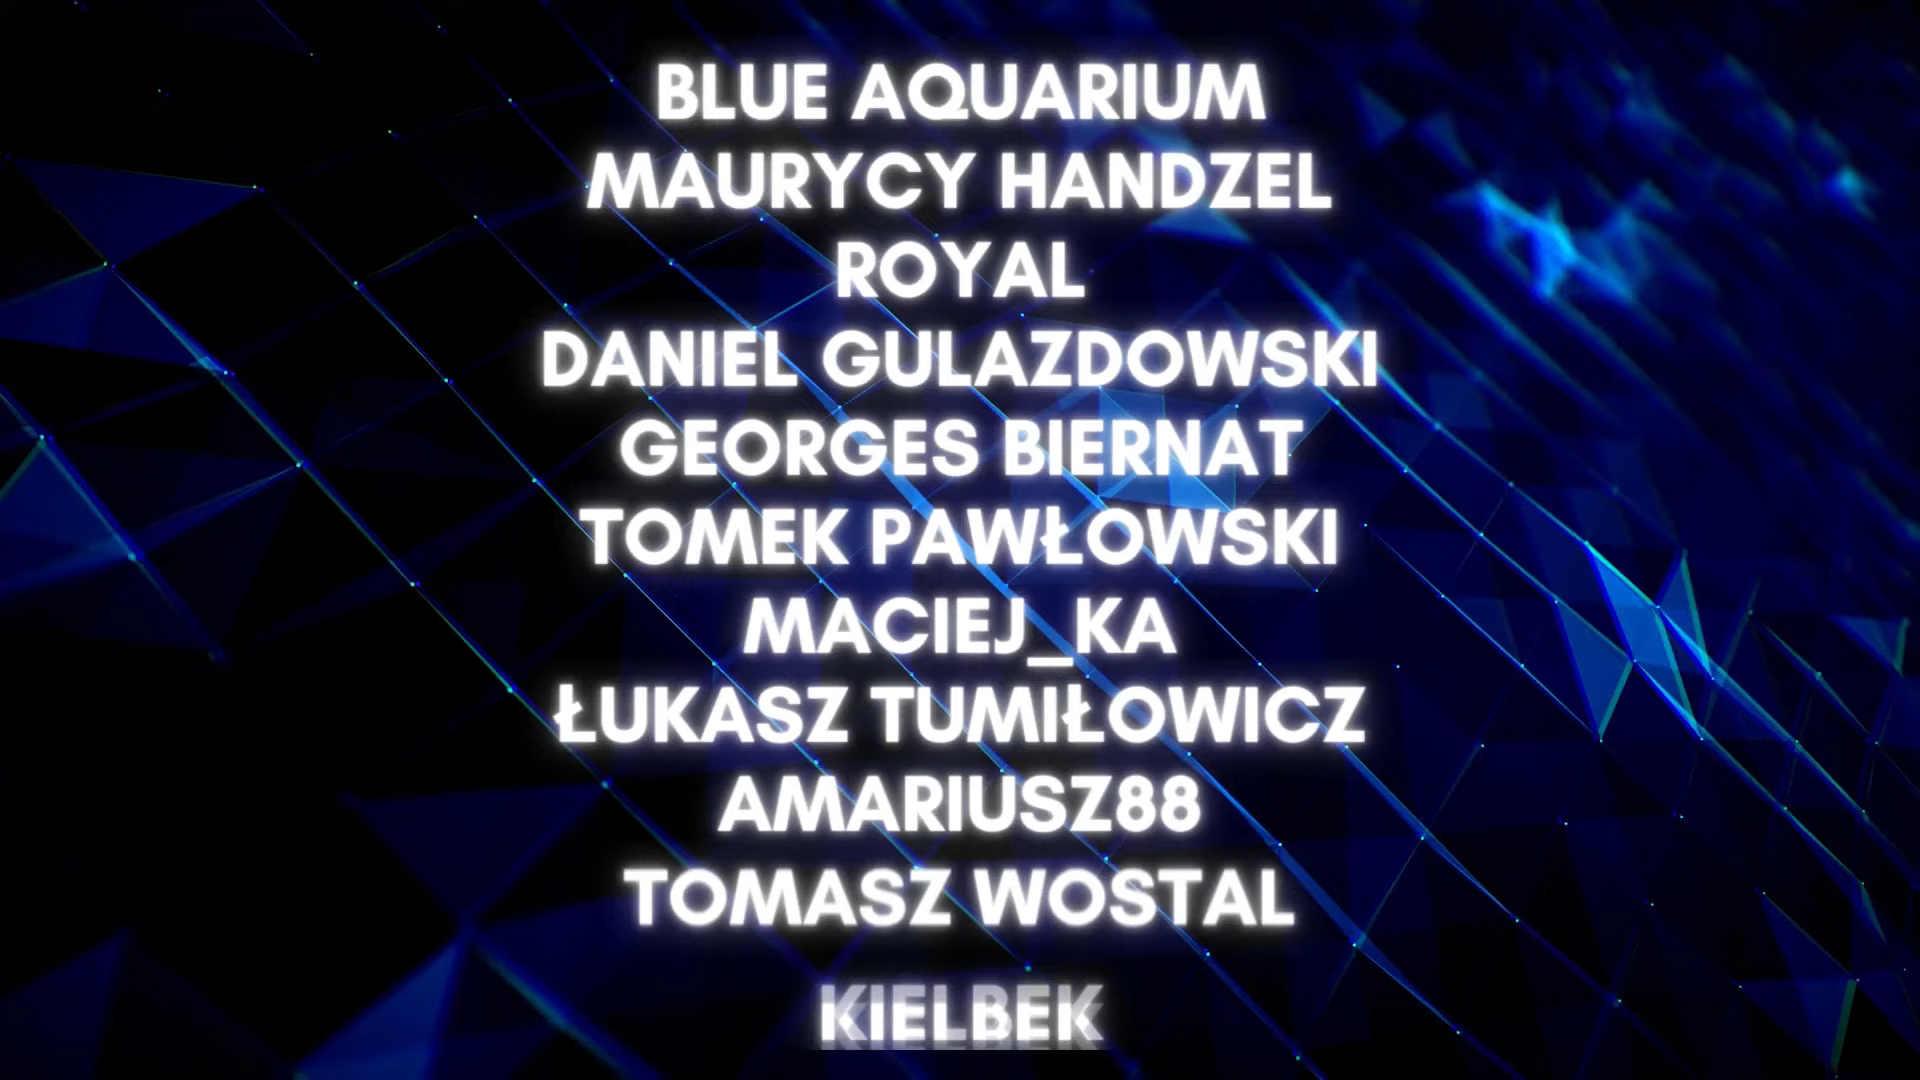 BLUE AQUARIUM
MAURYCY HANDZEL
ROYAL
DANIEL GULAZDOWSKI
GEORGES BIERNAT
TOMEK PAWŁOWSKI
MACIEJ_KA
ŁUKASZ TUMIŁOWICZ
AMARIUSZ88
TOMASZ WOSTAL
KIELBEK